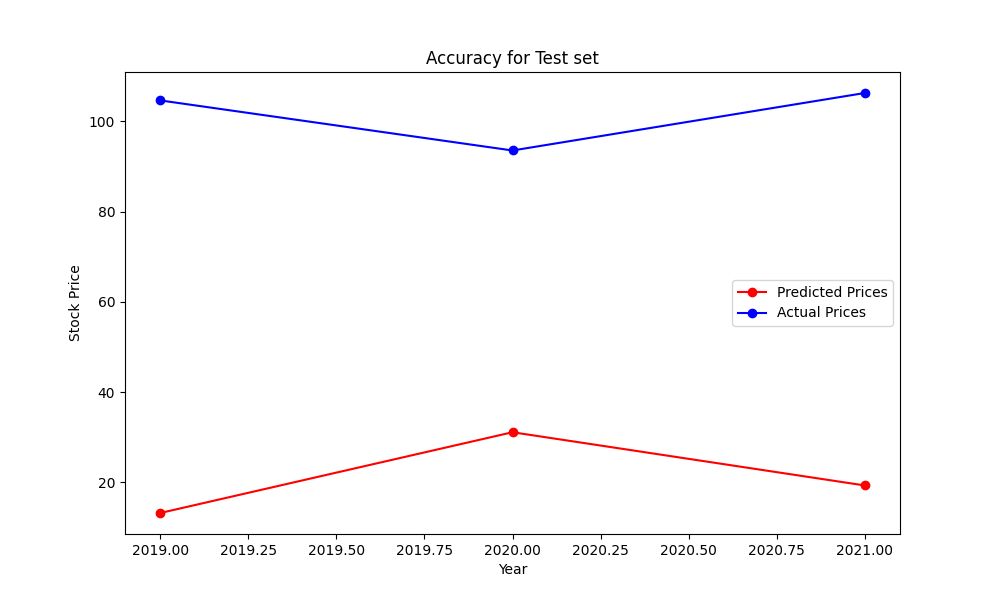 Accuracy for Test set
100
80
60
40
20
Stock Price
Predicted Prices
Actual Prices
2019.00 2019.25 2019.50 2019.75 2020.00 2020.25 2020.50 2020.75 2021.00
Year